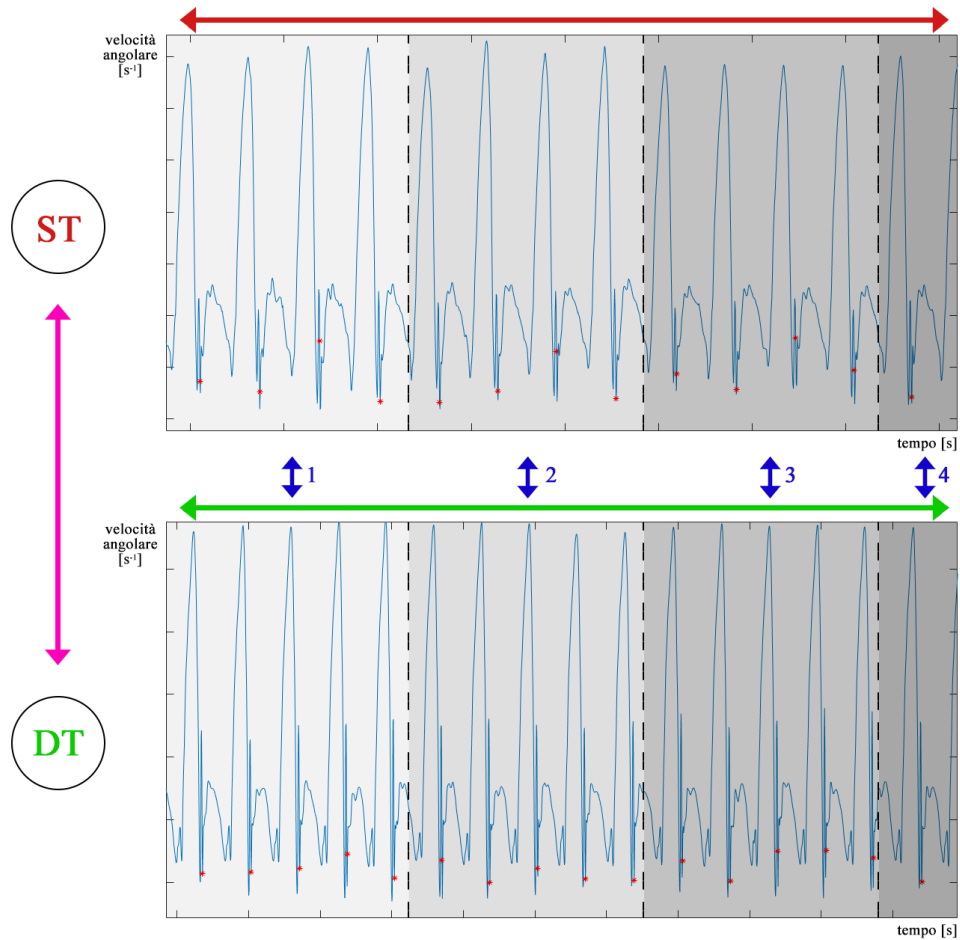 velocità
angolare
[s⁻¹]
ST
tempo [s]
1
2
3
4
velocità
angolare
[s⁻¹]
DT
tempo [s]